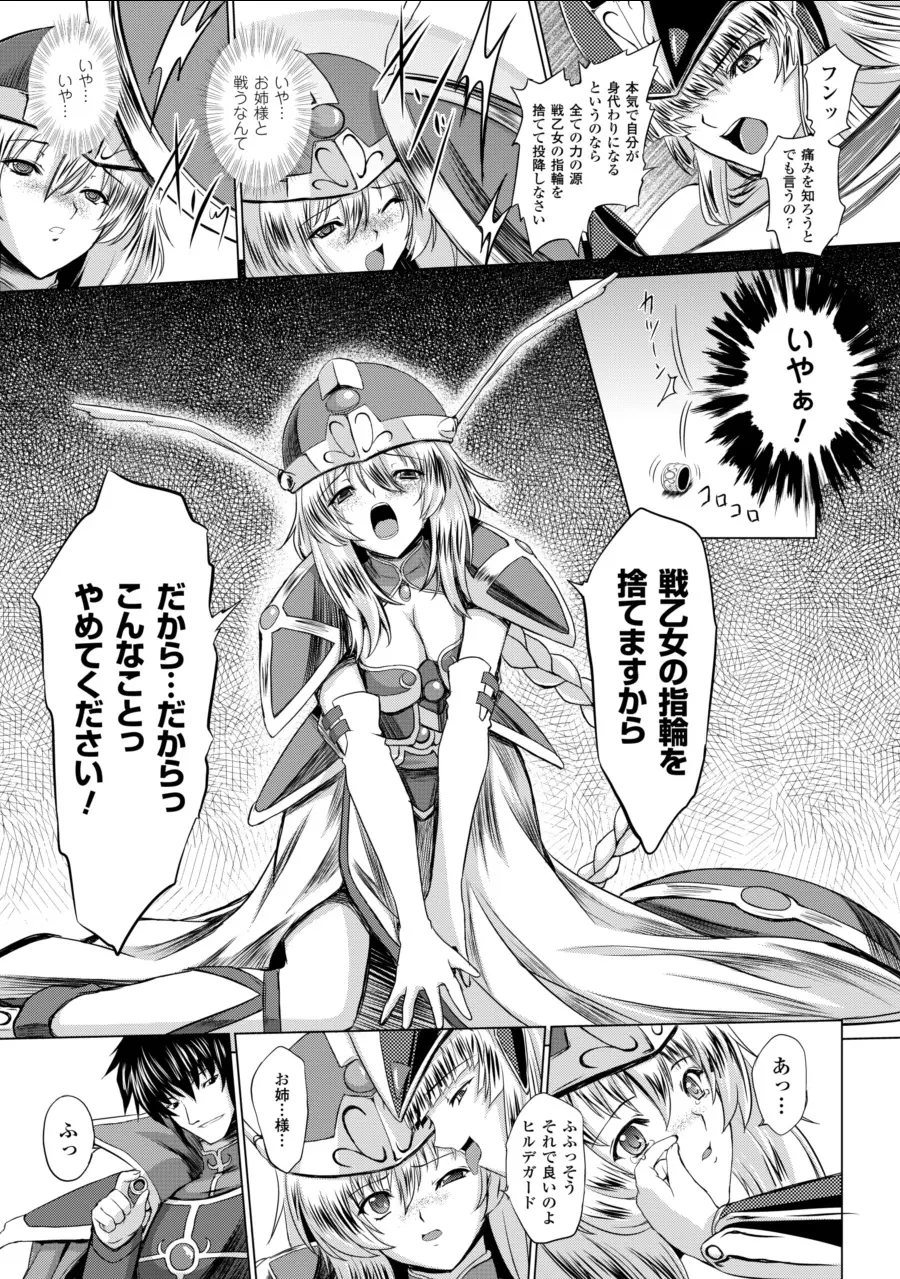 フンッ
痛みを知ろうと
でも言うの？
本気で自分が
身代わりになる
というのなら
全ての力の源
戦乙女の指輪を
捨てて投降しなさい
いや…
お姉様と
戦うなんて
いや…
いや…
いやぁ！
わァッーン
コロコロ
戦乙女の指輪を
捨てますから
だから…だからっ
こんなことっ
やめてください！
あっ…
ふふっそう
それで良いのよ
ヒルデガード
お姉…様…
ふっ